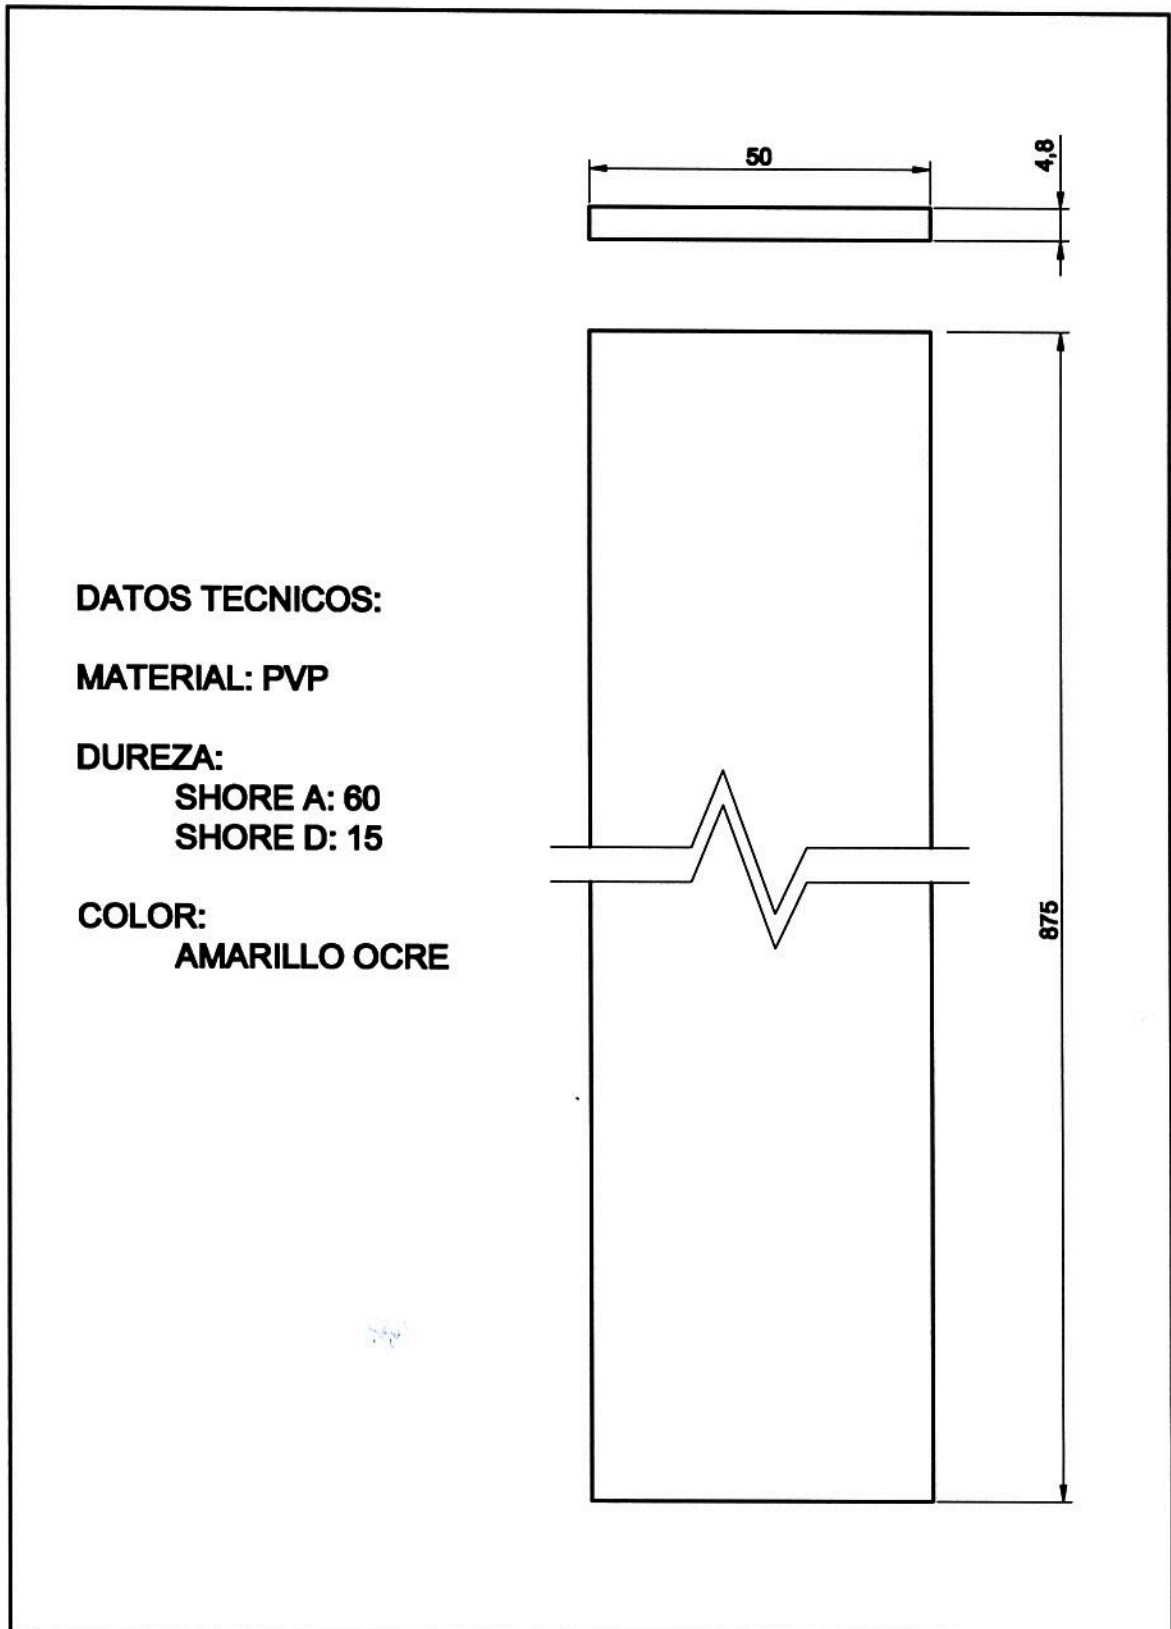 50
4,8
DATOS TECNICOS:
MATERIAL: PVP
DUREZA:
SHORE A: 60
SHORE D: 15
COLOR:
AMARILLO OCRE
875